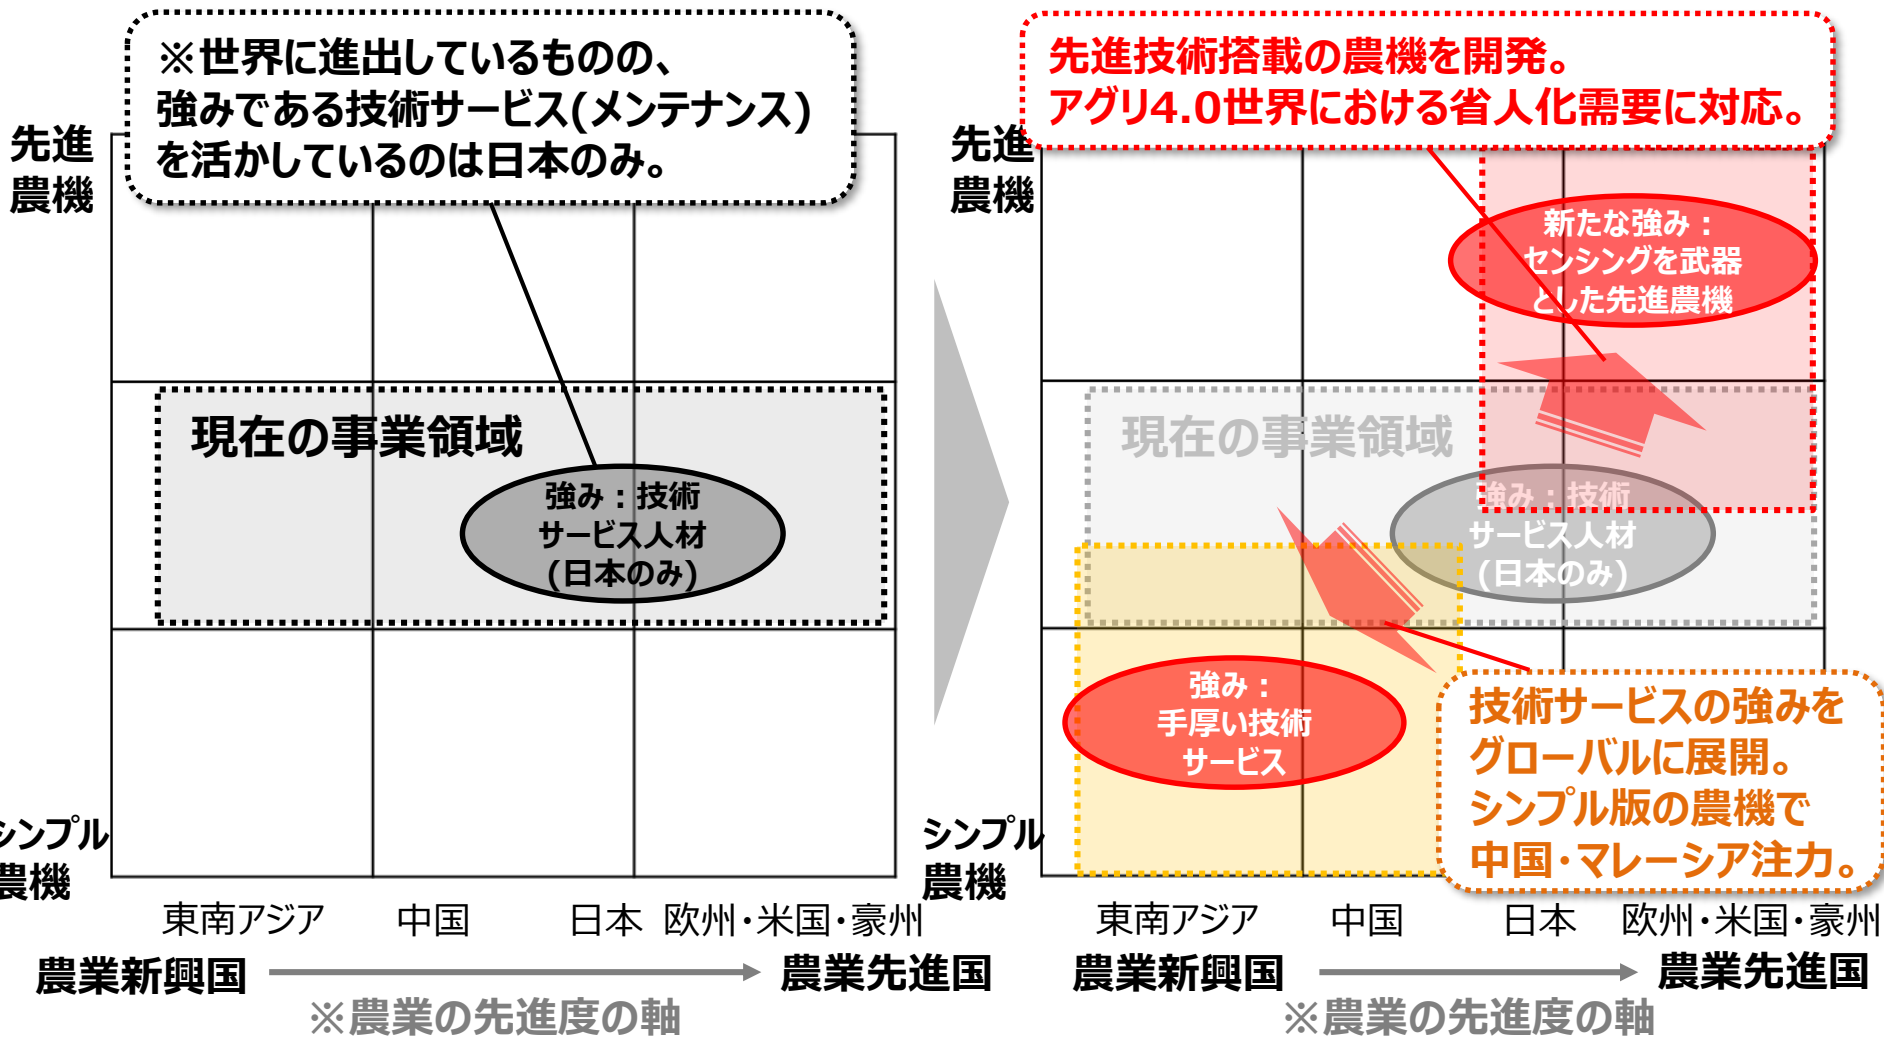 ※世界に進出しているものの、
強みである技術サービス(メンテナンス)
を活かしているのは日本のみ。
先進
農機
現在の事業領域
強み：技術
サービス人材
(日本のみ)
シンプル
農機
東南アジア
中国
日本
欧州・米国・豪州
農業新興国
農業先進国
※農業の先進度の軸
先進技術搭載の農機を開発。
アグリ4.0世界における省人化需要に対応。
先進
農機
新たな強み：
センシングを武器
とした先進農機
現在の事業領域
強み：技術
サービス人材
(日本のみ)
強み：
手厚い技術
サービス
技術サービスの強みを
グローバルに展開。
シンプル版の農機で
中国・マレーシア注力。
シンプル
農機
東南アジア
中国
日本
欧州・米国・豪州
農業新興国
農業先進国
※農業の先進度の軸